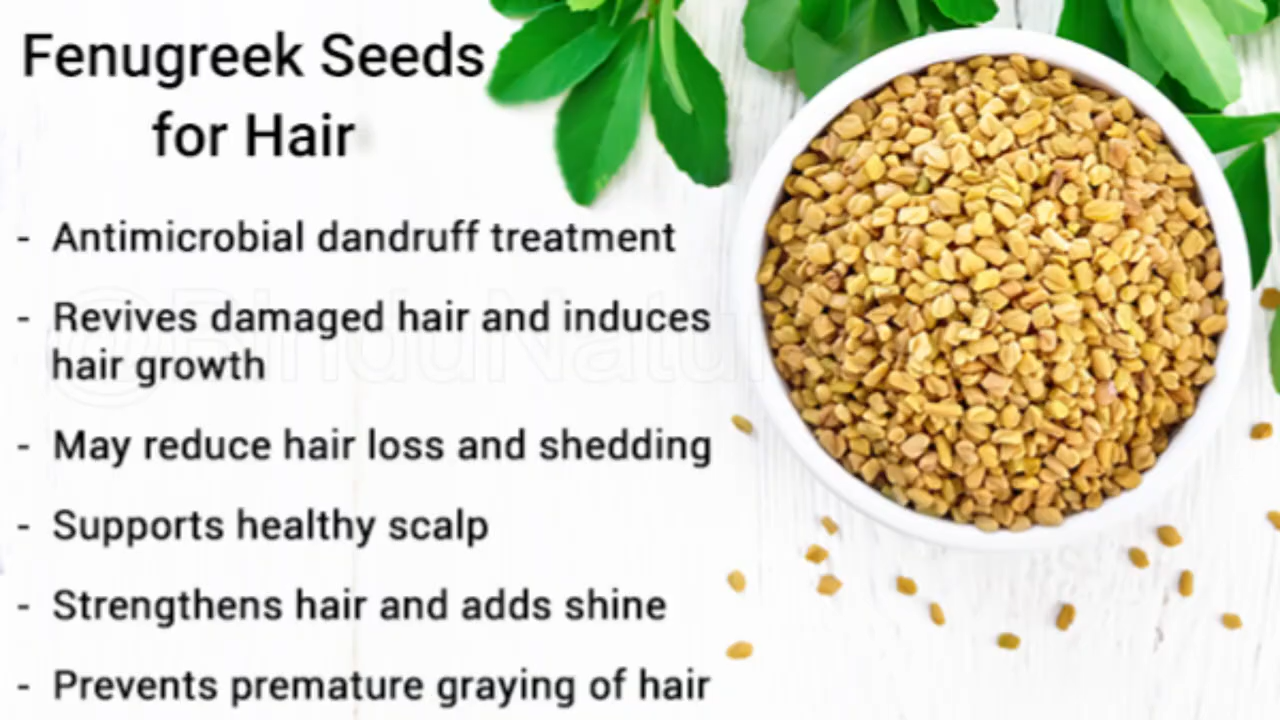 Fenugreek Seeds
for Hair
- Antimicrobial dandruff treatment
- Revives damaged hair and induces
hair growth
- May reduce hair loss and shedding
- Supports healthy scalp
- Strengthens hair and adds shine
- Prevents premature graying of hair